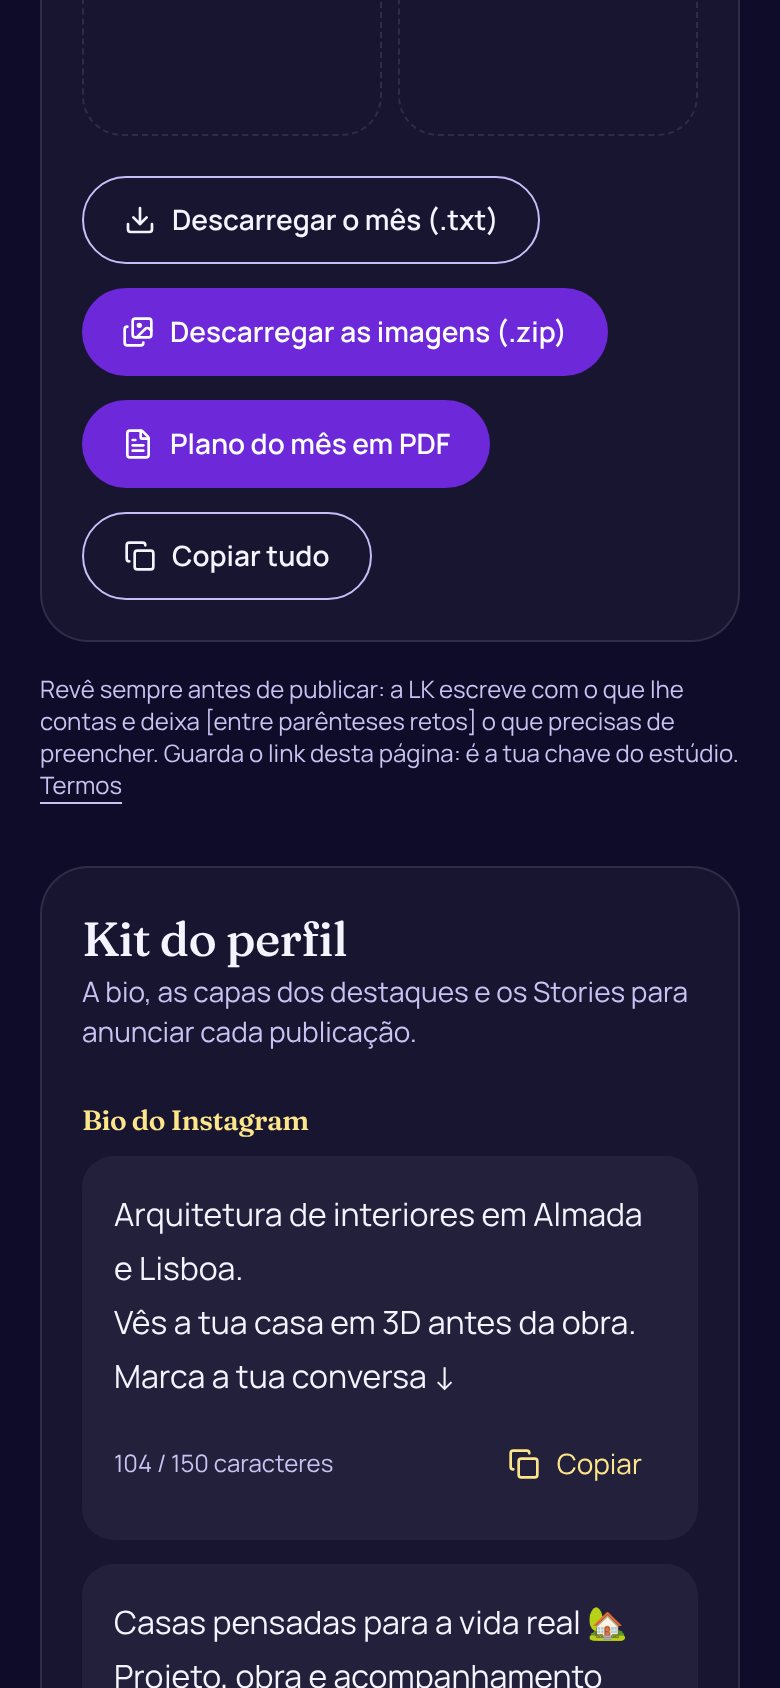 Descarregar o mês (.txt)
Descarregar as imagens (.zip)
Plano do mês em PDF
Copiar tudo
Revê sempre antes de publicar: a LK escreve com o que lhe
contas e deixa [entre parênteses retos] o que precisas de
preencher. Guarda o link desta página: é a tua chave do estúdio.
Termos
Kit do perfil
A bio, as capas dos destaques e os Stories para
anunciar cada publicação.
Bio do Instagram
Arquitetura de interiores em Almada
e Lisboa.
Vês a tua casa em 3D antes da obra.
Marca a tua conversa ↓
104 / 150 caracteres
Copiar
Casas pensadas para a vida real 🏡
Projeto, obra e acompanhamento